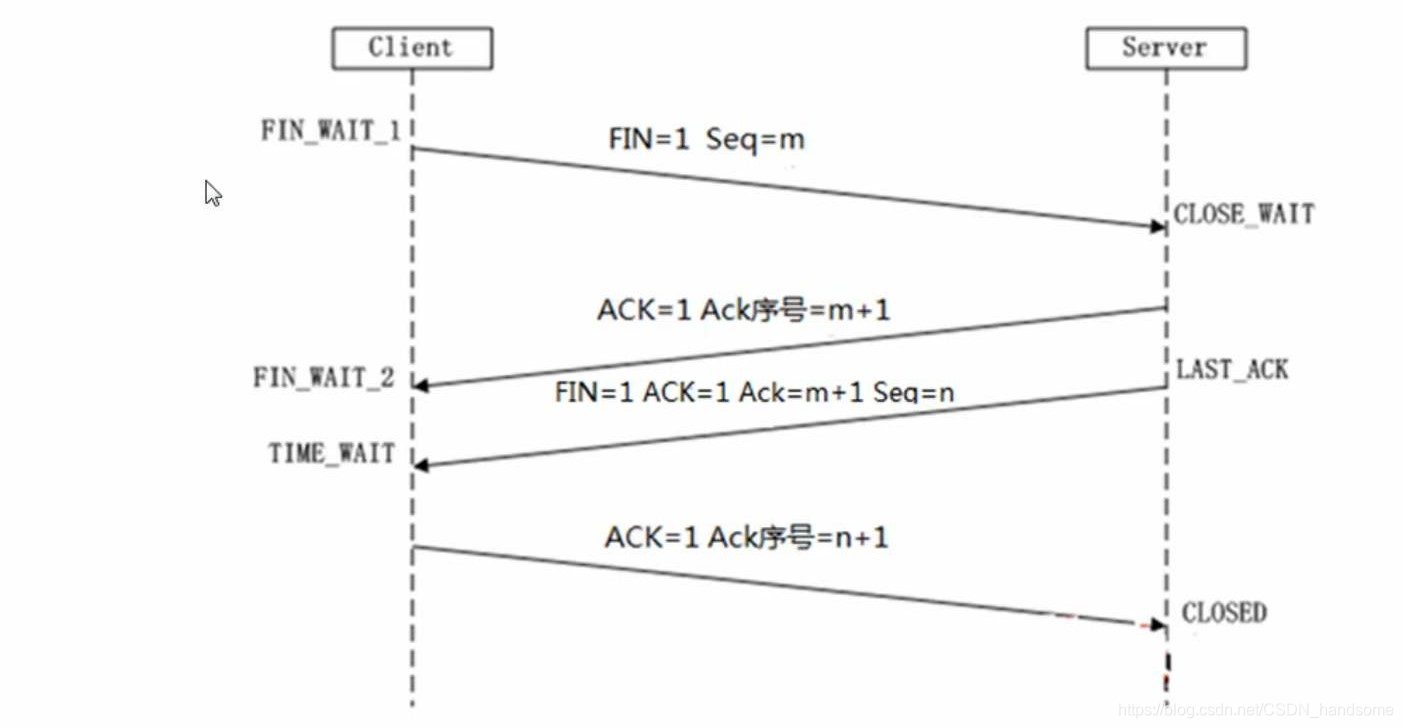 Client
Server
FIN_WAIT_1
FIN=1 Seq=m
CLOSE_WAIT
ACK=1 Ack序号=m+1
FIN_WAIT_2
LAST_ACK
FIN=1 ACK=1 Ack=m+1 Seq=n
TIME_WAIT
ACK=1 Ack序号=n+1
CLOSED
https://blog.csdn.net/CSDN_handsome